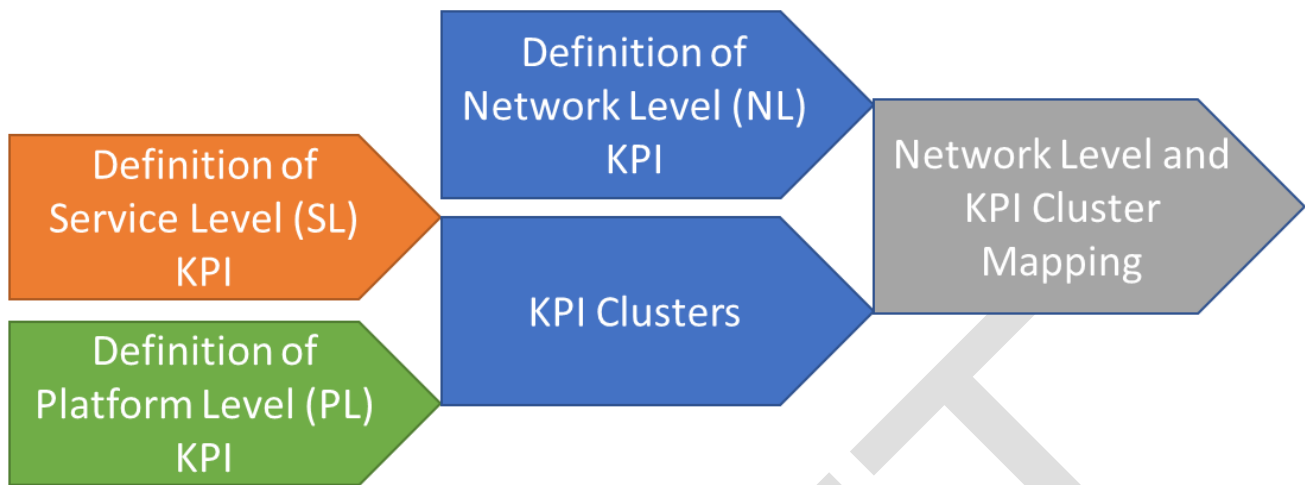 Definition of
Service Level (SL)
KPI
Definition of
Platform Level (PL)
KPI
Definition of
Network Level (NL)
KPI
KPI Clusters
Network Level and
KPI Cluster
Mapping